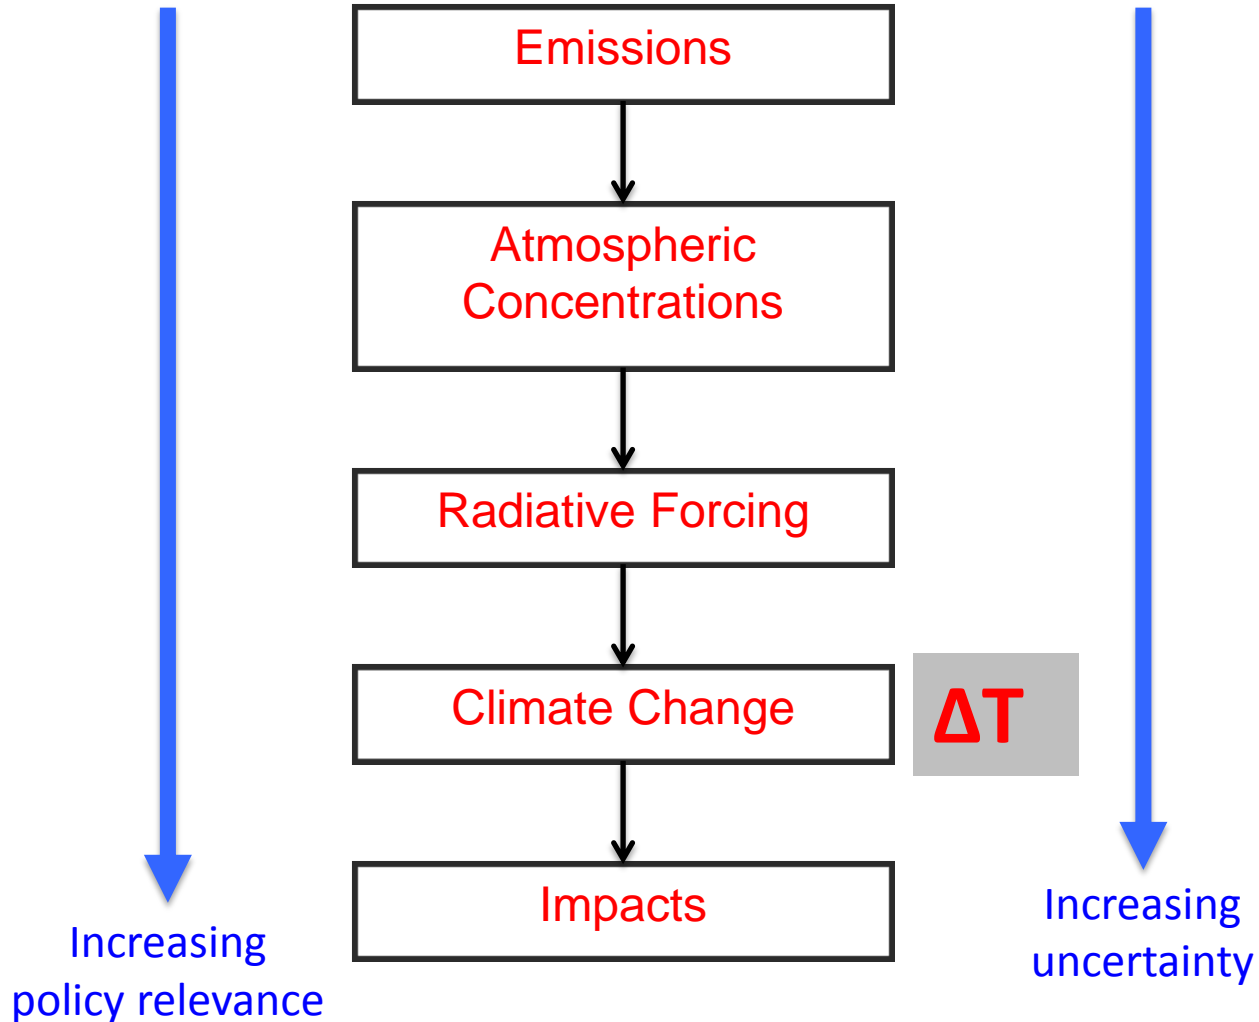 Emissions
Atmospheric
Concentrations
Radiative Forcing
Climate Change
ΔT
Impacts
Increasing
policy relevance
Increasing
uncertainty